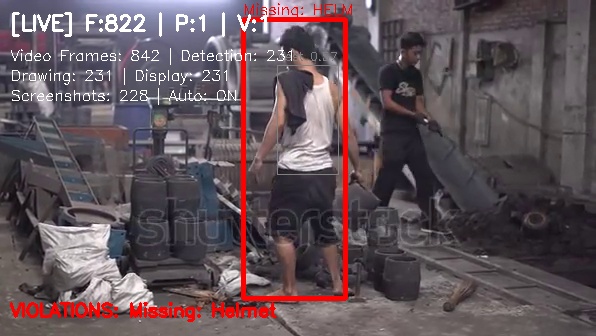 Missing: HELM
[LIVE] F:822 | P:1 | V:1
Video Frames: 842 | Detection: 231
Drawing: 231 | Display: 231
Screenshots: 228 | Auto: ON
shutterstock
VIOLATIONS: Missing: Helmet